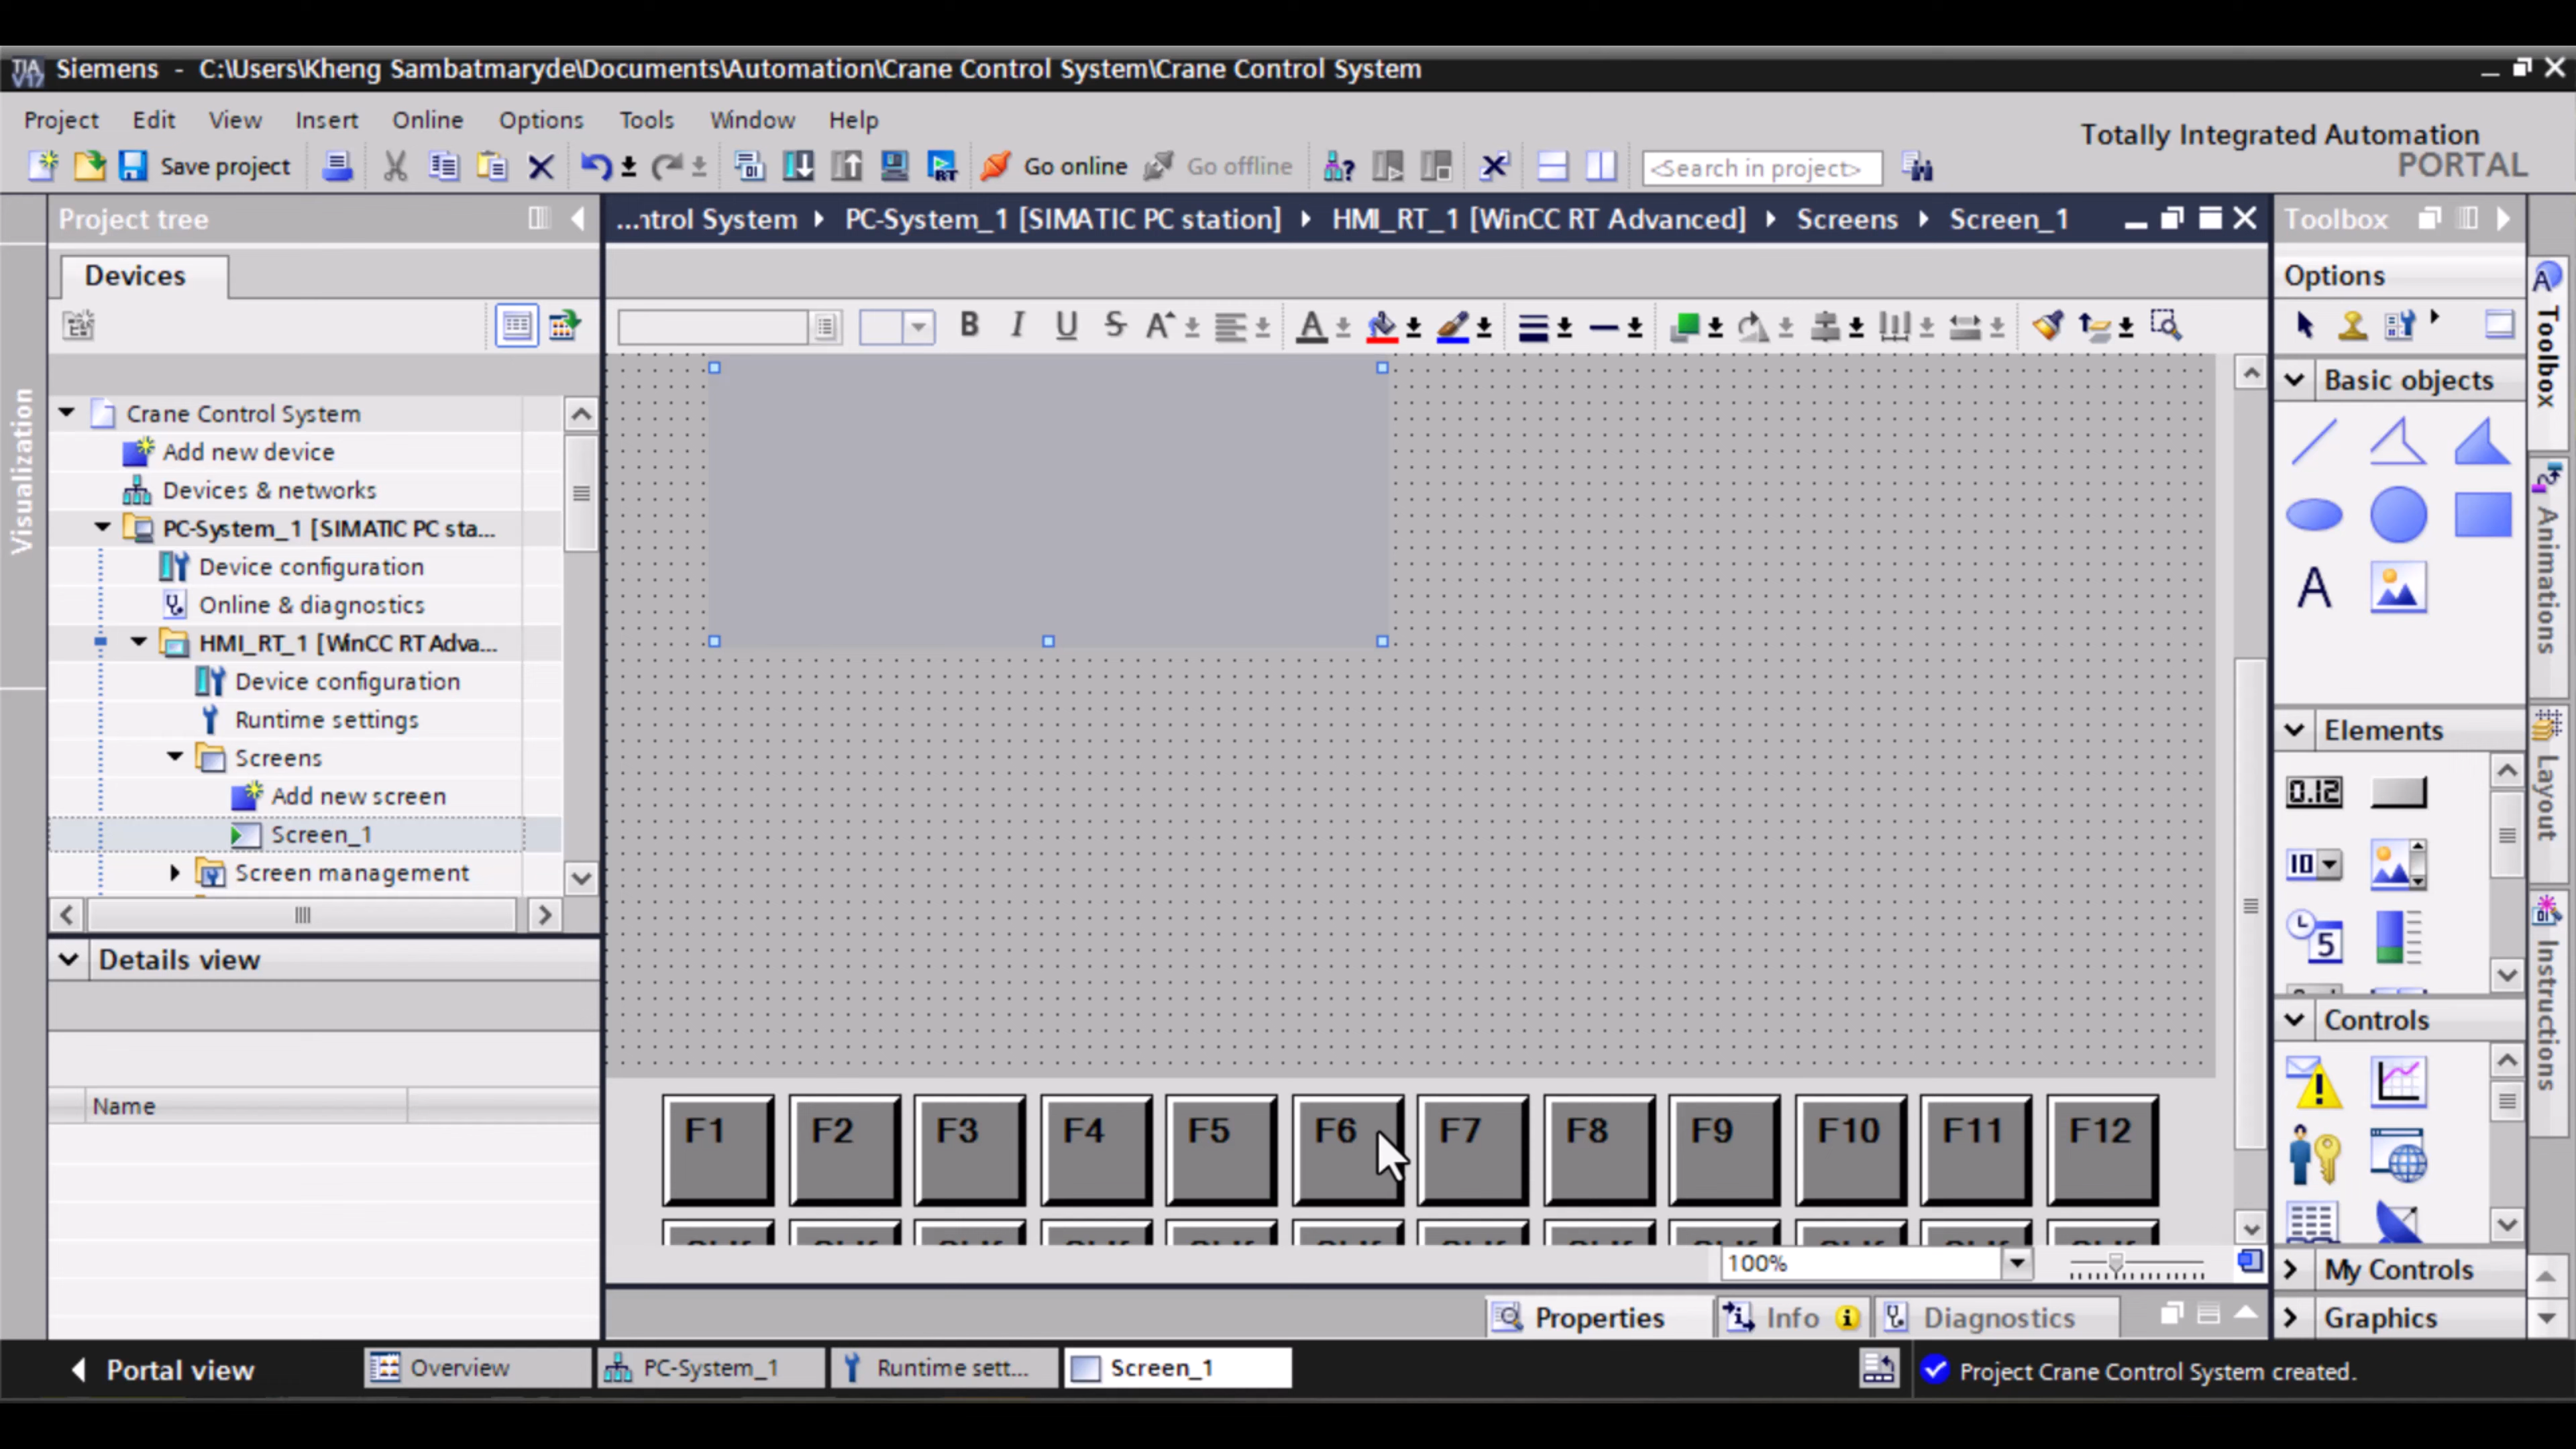 TIA V17 Siemens - C:\Users\Kheng Sambatmaryde\Documents\Automation\Crane Control System\Crane Control System
Project Edit View Insert Online Options Tools Window Help
Totally Integrated Automation
PORTAL
Save project
Go online
Go offline
<Search in project>
Project tree
...ntrol System PC-System_1 [SIMATIC PC station] HMI_RT_1 [WinCC RT Advanced] Screens Screen_1
Toolbox
Devices
Options
B I U S A A
Visualization
Crane Control System
Add new device
Devices & networks
PC-System_1 [SIMATIC PC sta...
Device configuration
Online & diagnostics
HMI_RT_1 [WinCC RT Adva...
Device configuration
Runtime settings
Screens
Add new screen
Screen_1
Screen management
Details view
Name
F1 F2 F3 F4 F5 F6 F7 F8 F9 F10 F11 F12
100%
Properties Info Diagnostics
Basic objects
A
Elements
0.12
10
5
Controls
My Controls
Graphics
Toolbox
Animations
Layout
Instructions
Portal view
Overview
PC-System_1
Runtime sett...
Screen_1
Project Crane Control System created.